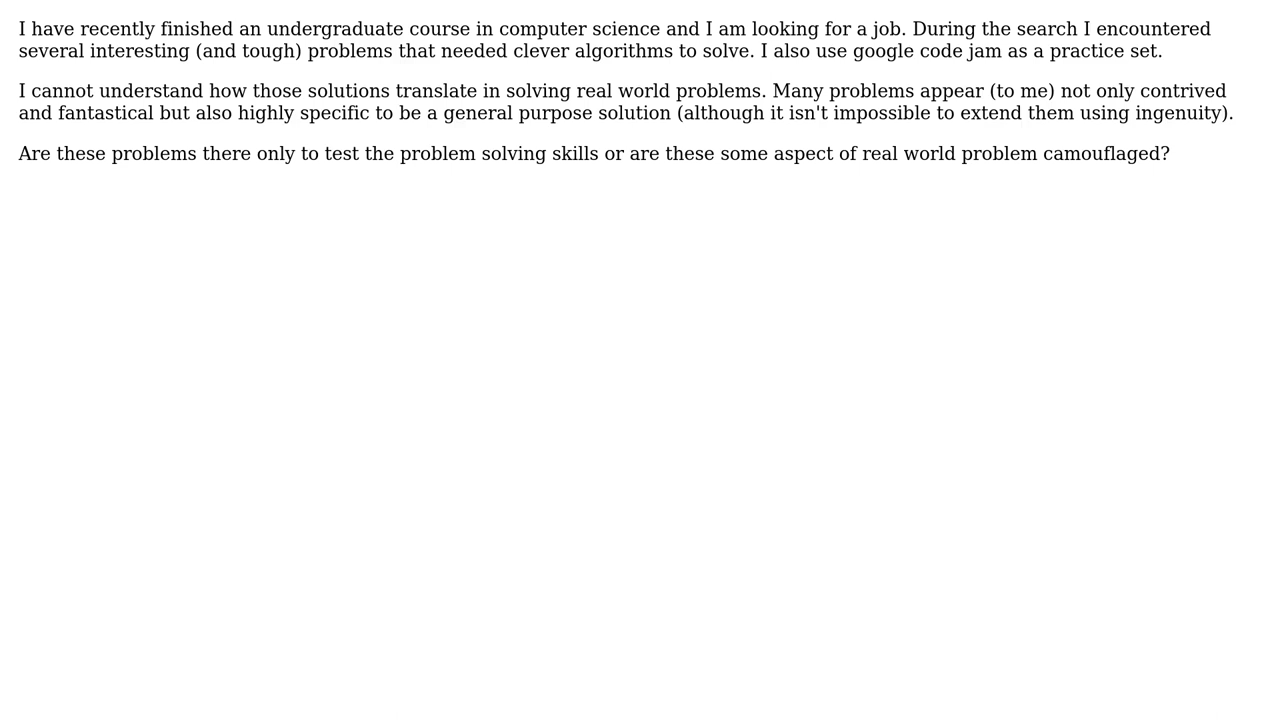 I have recently finished an undergraduate course in computer science and I am looking for a job. During the search I encountered
several interesting (and tough) problems that needed clever algorithms to solve. I also use google code jam as a practice set.
I cannot understand how those solutions translate in solving real world problems. Many problems appear (to me) not only contrived
and fantastical but also highly specific to be a general purpose solution (although it isn't impossible to extend them using ingenuity).
Are these problems there only to test the problem solving skills or are these some aspect of real world problem camouflaged?